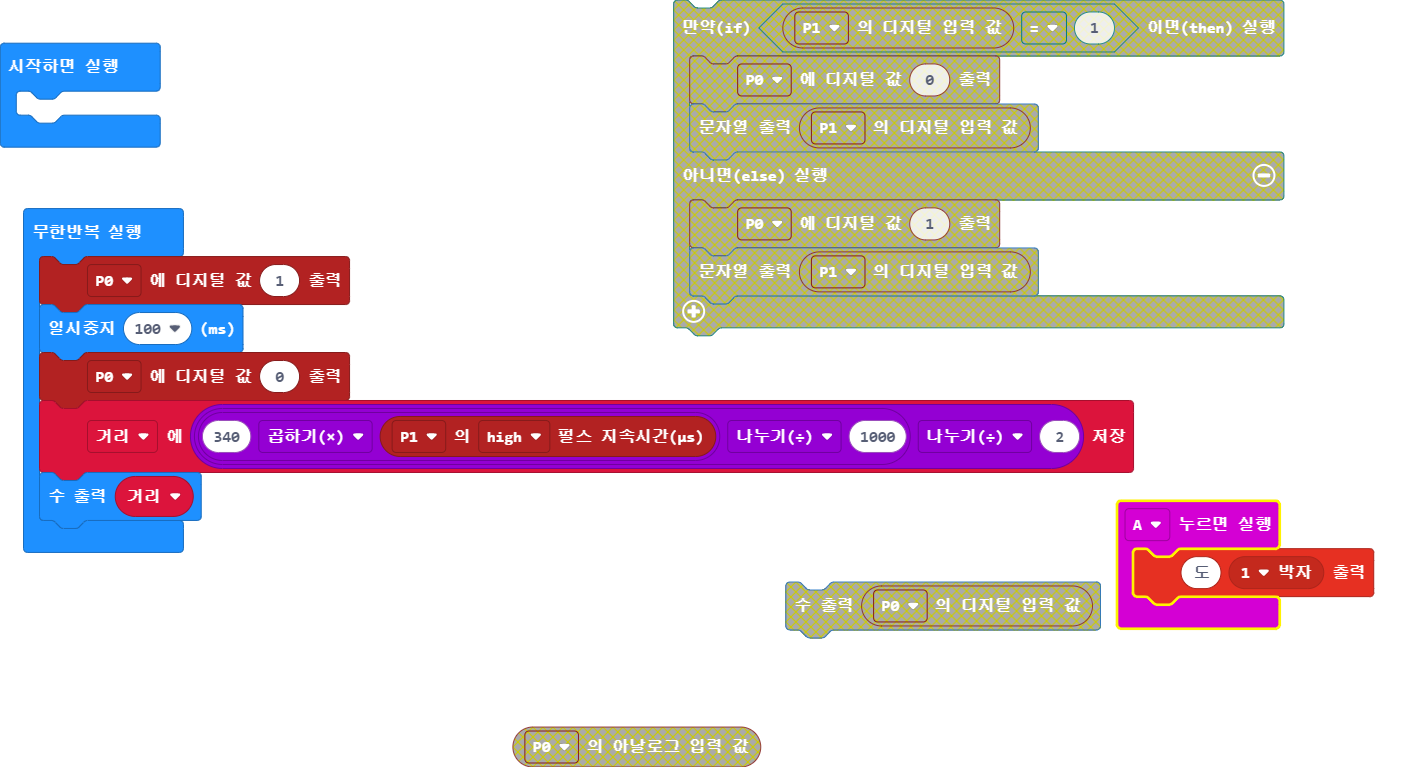 시작하면 실행
무한반복 실행
P0 에 디지털 값 1 출력
일시중지 100 (ms)
P0 에 디지털 값 0 출력
거리 에 340 곱하기(×) P1 의 high 펄스 지속시간(µs) 나누기(÷) 1000 나누기(÷) 2 저장
수 출력 거리
만약(if) P1 의 디지털 입력 값 = 1 이면(then) 실행
P0 에 디지털 값 0 출력
문자열 출력 P1 의 디지털 입력 값
아니면(else) 실행
P0 에 디지털 값 1 출력
문자열 출력 P1 의 디지털 입력 값
A 누르면 실행
도 1 박자 출력
수 출력 P0 의 디지털 입력 값
P0 의 아날로그 입력 값